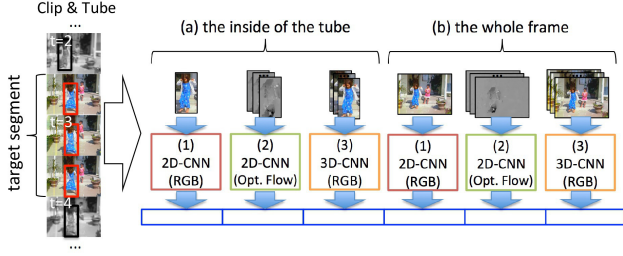 Clip & Tube
...
t=2
target segment
t=3
t=4
...
(a) the inside of the tube
(b) the whole frame
...
...
...
...
(1)
2D-CNN
(RGB)
(2)
2D-CNN
(Opt. Flow)
(3)
3D-CNN
(RGB)
(1)
2D-CNN
(RGB)
(2)
2D-CNN
(Opt. Flow)
(3)
3D-CNN
(RGB)